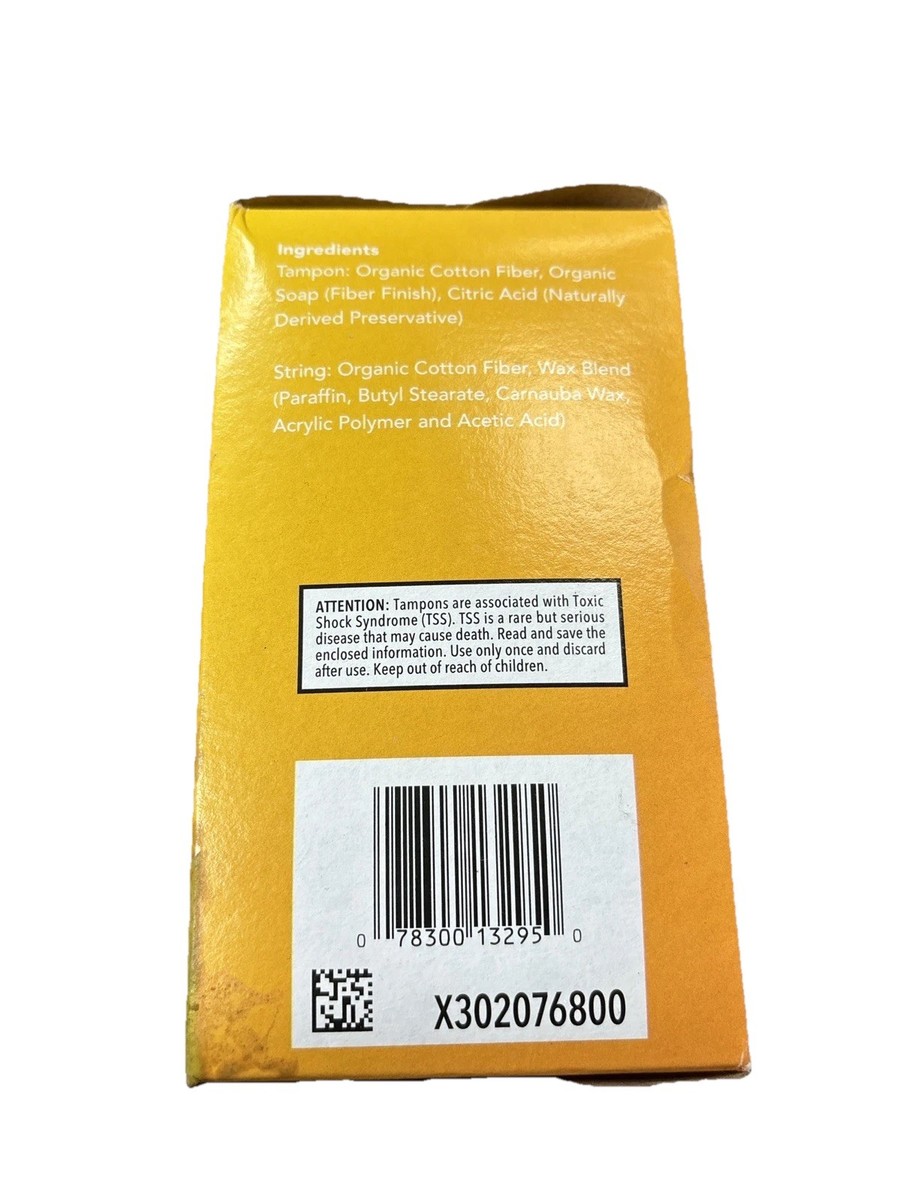 Ingredients
Tampon: Organic Cotton Fiber, Organic
Soap (Fiber Finish), Citric Acid (Naturally
Derived Preservative)
String: Organic Cotton Fiber, Wax Blend
(Paraffin, Butyl Stearate, Carnauba Wax,
Acrylic Polymer and Acetic Acid)
ATTENTION: Tampons are associated with Toxic
Shock Syndrome (TSS). TSS is a rare but serious
disease that may cause death. Read and save the
enclosed information. Use only once and discard
after use. Keep out of reach of children.
0 78300 13295 0
X302076800